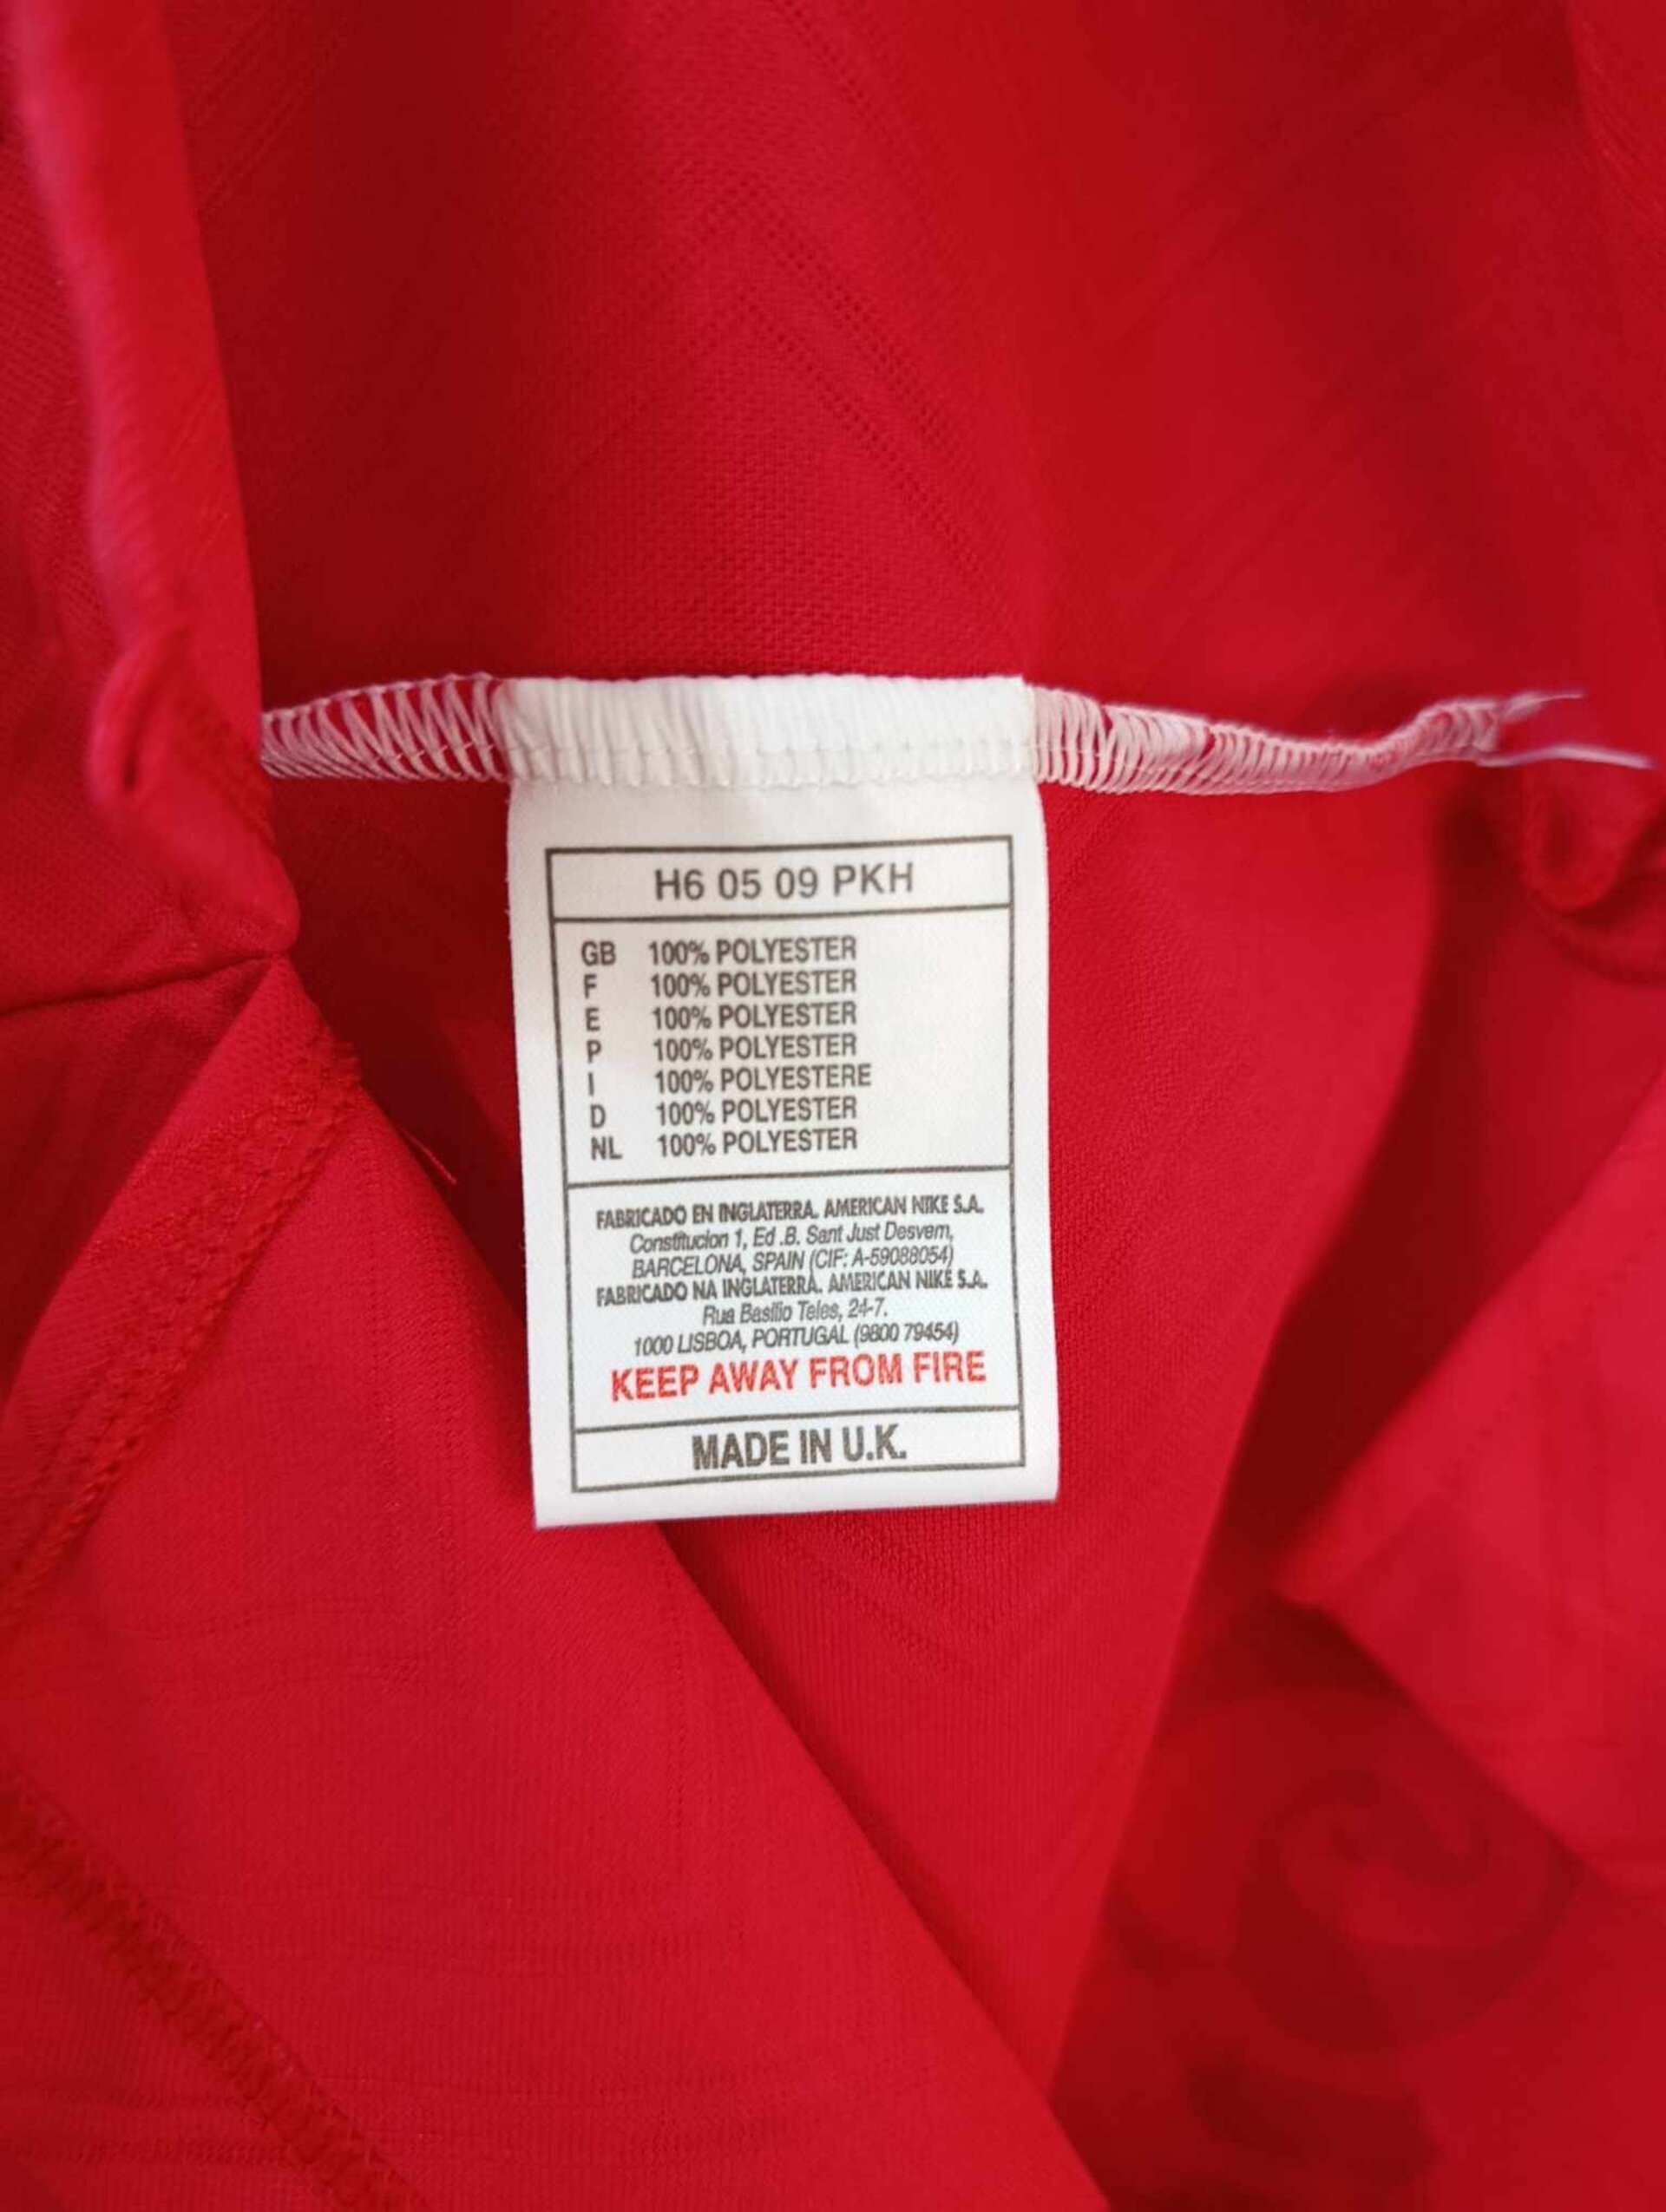 H6 05 09 PKH
GB 100% POLYESTER
F 100% POLYESTER
E 100% POLYESTER
P 100% POLYESTER
I 100% POLYESTERE
D 100% POLYESTER
NL 100% POLYESTER
FABRICADO EN INGLATERRA. AMERICAN NIKE S.A.
Constitucion 1, Ed .B. Sant Just Desvern,
BARCELONA, SPAIN (CIF: A-59088054)
FABRICADO NA INGLATERRA. AMERICAN NIKE S.A.
Rua Basilio Teles, 24-7.
1000 LISBOA, PORTUGAL (9800 79454)
KEEP AWAY FROM FIRE
MADE IN U.K.